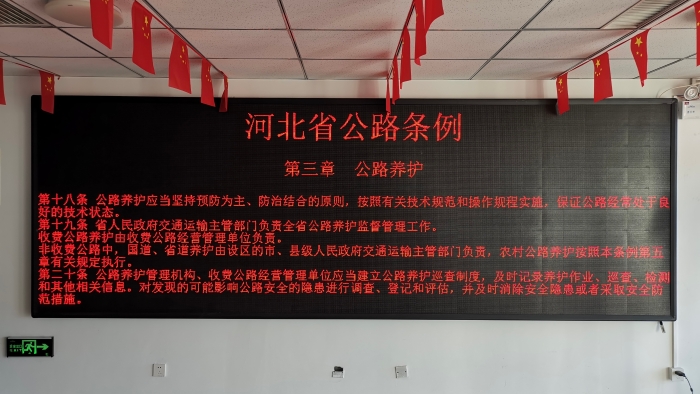 河北省公路条例
第三章 公路养护
第十八条 公路养护应当坚持预防为主、防治结合的原则，按照有关技术规范和操作规程实施，保证公路经常处于良
好的技术状态。
第十九条 省人民政府交通运输主管部门负责全省公路养护监督管理工作。
收费公路养护由收费公路经营管理单位负责。
非收费公路中，国道、省道养护由设区的市、县级人民政府交通运输主管部门负责，农村公路养护按照本条例第五
章有关规定执行。
第二十条 公路养护管理机构、收费公路经营管理单位应当建立公路养护巡查制度，及时记录养护作业、巡查、检测
和其他相关信息。对发现的可能影响公路安全的隐患进行调查、登记和评估，并及时消除安全隐患或者采取安全防
范措施。